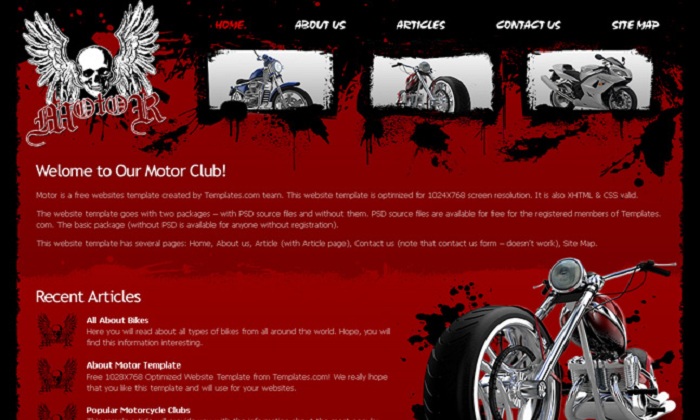 Motor
HOME
ABOUT US
ARTICLES
CONTACT US
SITE MAP
Welome to Our Motor Club!
Motor is a free websites template created by Templates.com team. This website template is optimized for 1024X768 screen resolution. It is also XHTML & CSS valid.
The website template goes with two packages – with PSD source files and without them. PSD source files are available for free for the registered members of Templates.
com. The basic package (without PSD is available for anyone without registration).
This website template has several pages: Home, About us, Article (with Article page), Contact us (note that contact us form – doesn't work), Site Map.
Recent Articles
All About Bikes
Here you will read about all types of bikes from all around the world. Hope, you will
find this information interesting.
About Motor Template
Free 1028X768 Optimized Website Template from Templates.com! We really hope
that you like this template and will use for your websites.
Popular Motorcycle Clubs